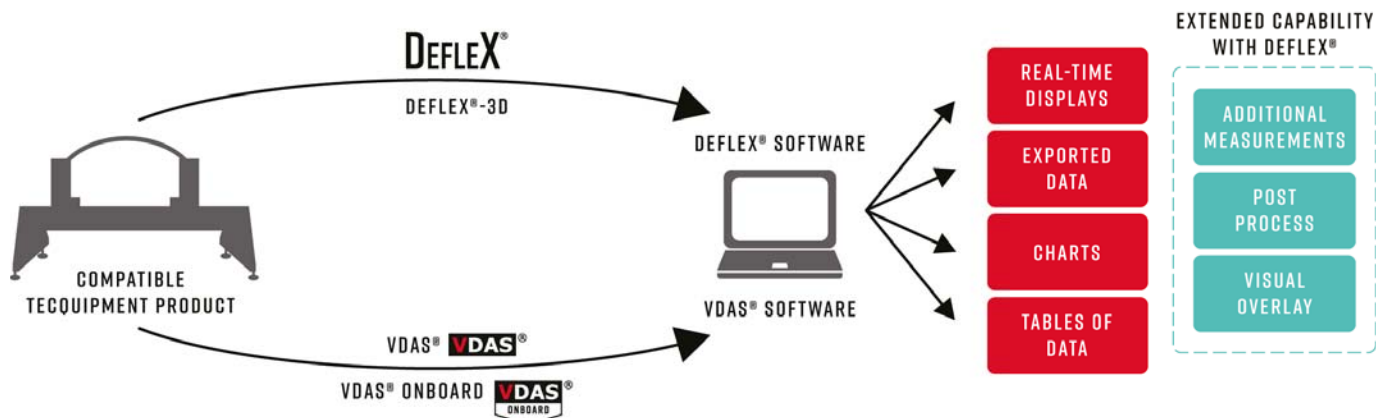 DEFLEX®
DEFLEX®-3D
COMPATIBLE
TECQUIPMENT PRODUCT
VDAS® VDAS®
VDAS® ONBOARD VDAS®
ONBOARD
DEFLEX® SOFTWARE
VDAS® SOFTWARE
REAL-TIME
DISPLAYS
EXPORTED
DATA
CHARTS
TABLES OF
DATA
EXTENDED CAPABILITY
WITH DEFLEX®
ADDITIONAL
MEASUREMENTS
POST
PROCESS
VISUAL
OVERLAY